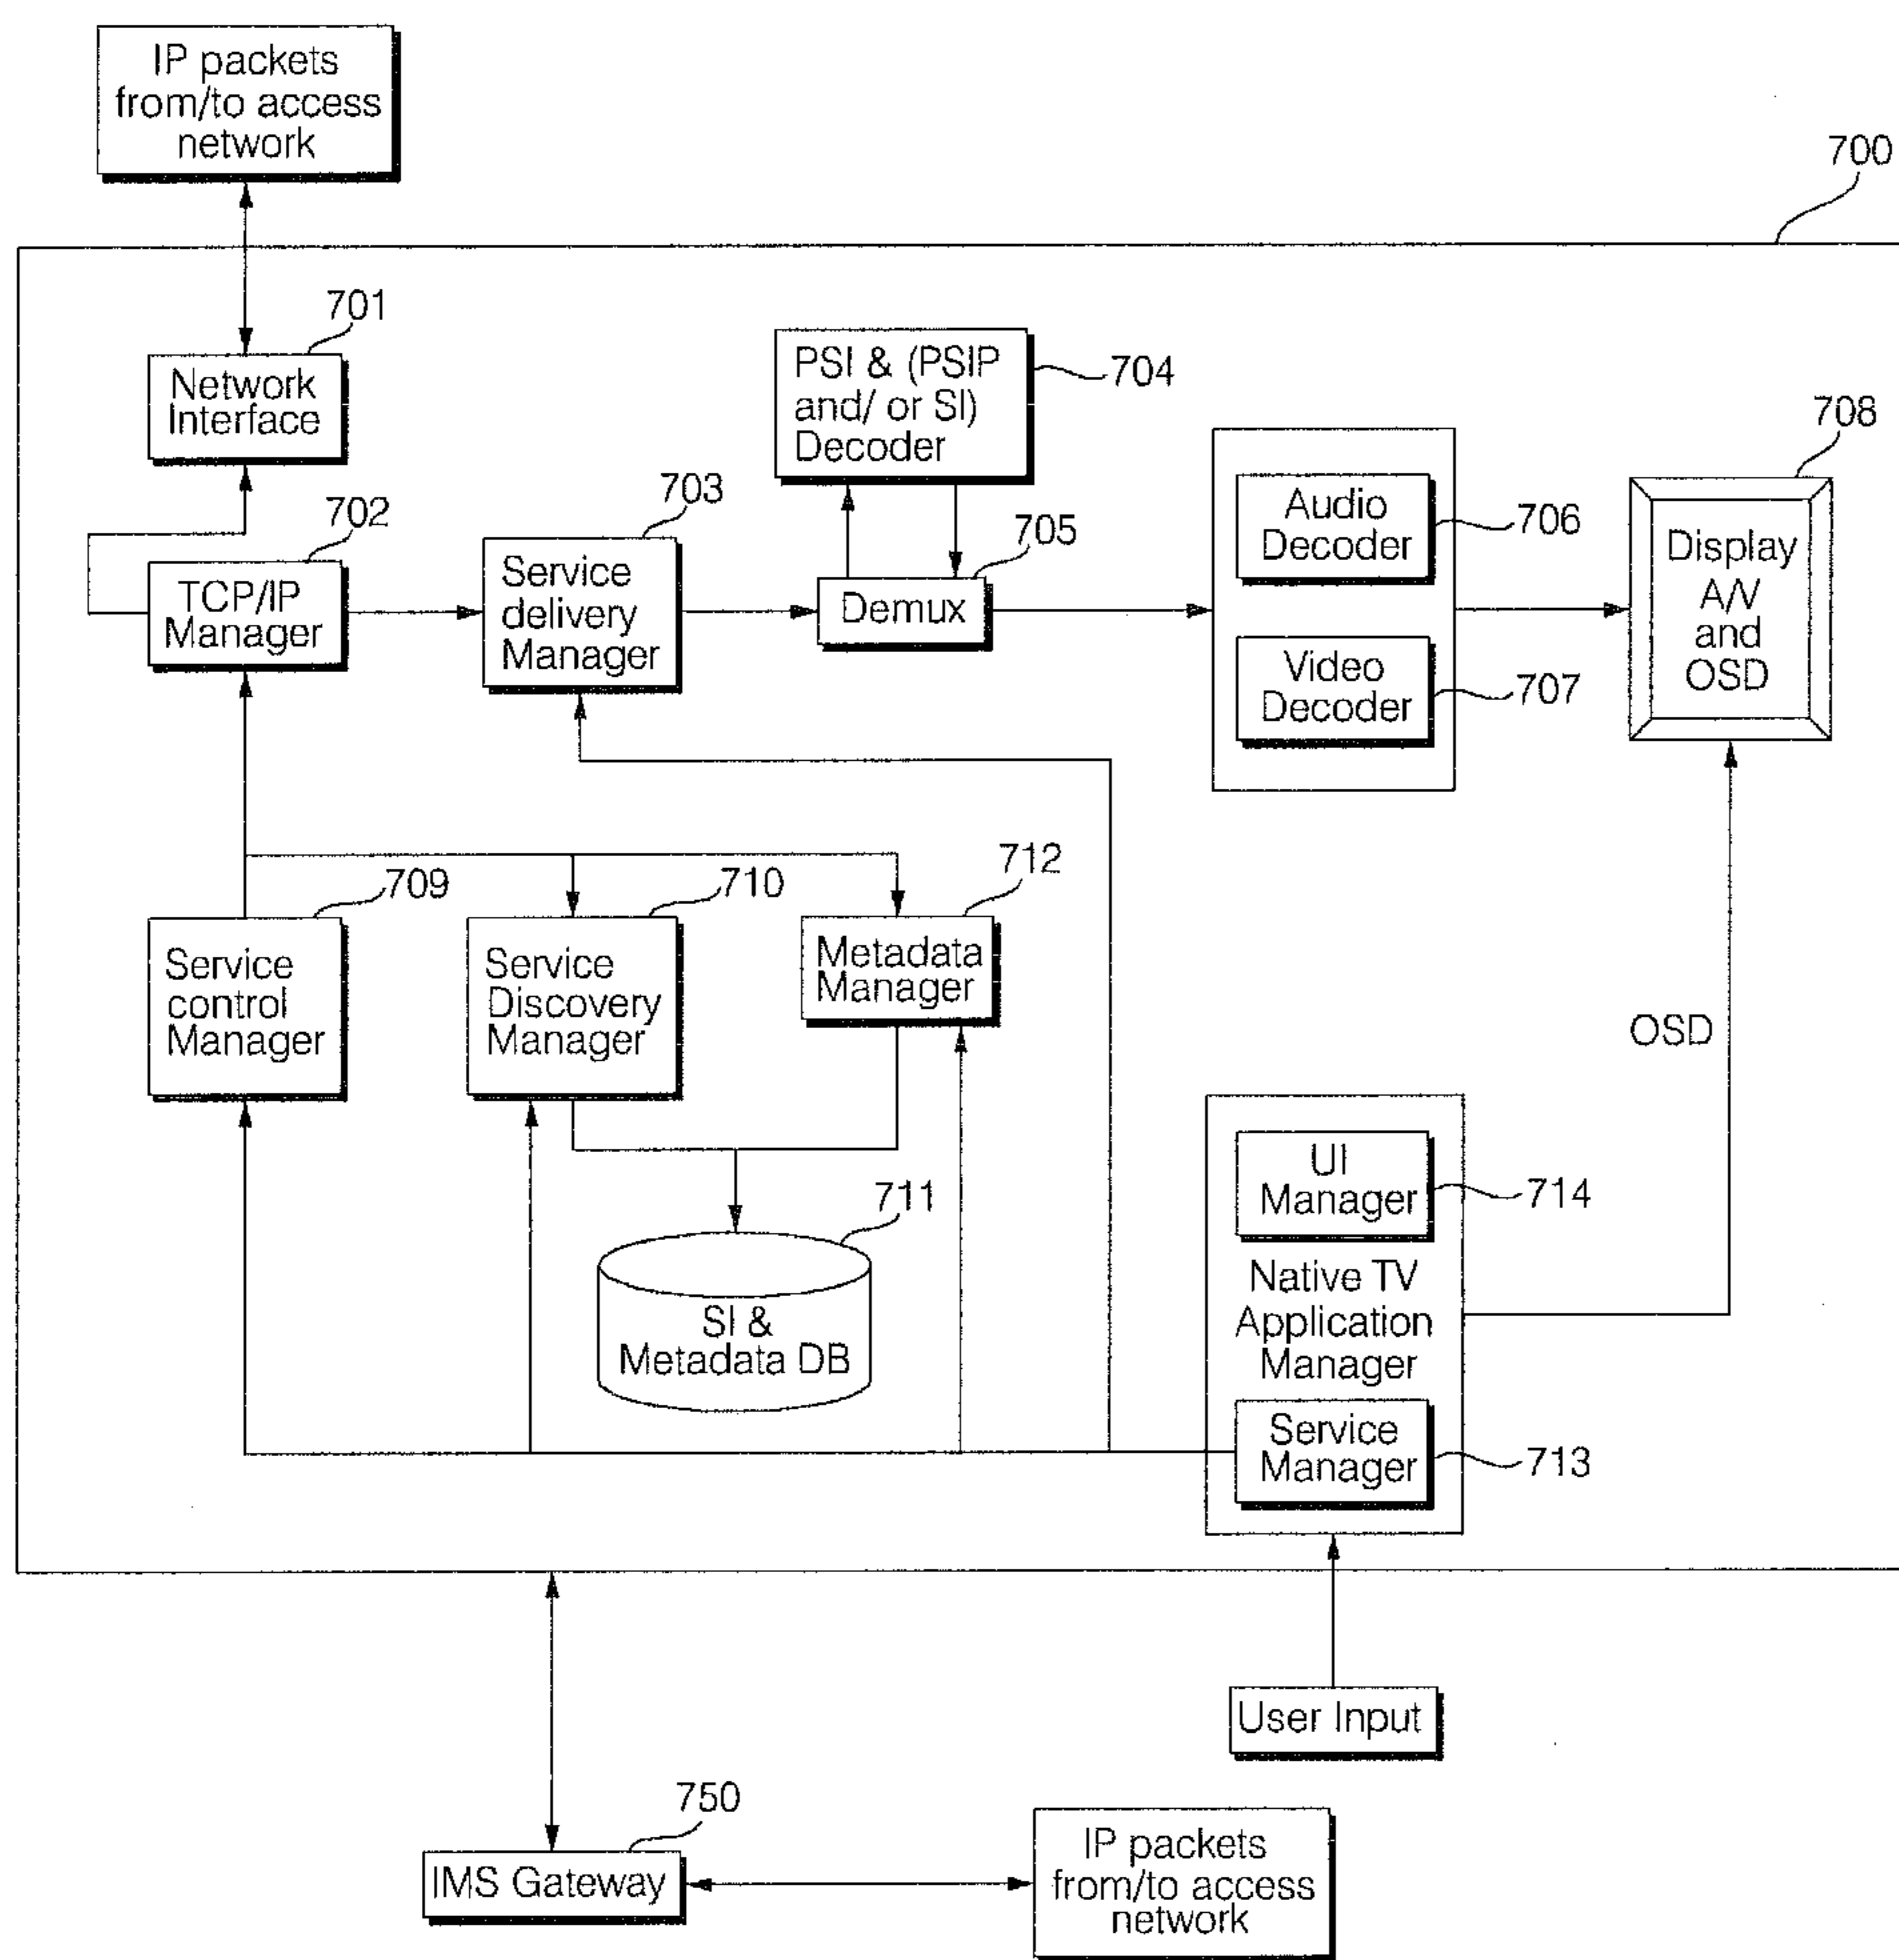 IP packets
from/to access
network
700
701
Network
Interface
PSI & (PSIP
and/ or SI)
Decoder
704
708
702
TCP/IP
Manager
703
Service
delivery
Manager
705
Demux
Audio
Decoder
706
Video
Decoder
707
Display
A/V
and
OSD
709
Service
control
Manager
710
Service
Discovery
Manager
712
Metadata
Manager
OSD
711
SI &
Metadata DB
UI
Manager
714
Native TV
Application
Manager
Service
Manager
713
User Input
750
IMS Gateway
IP packets
from/to access
network